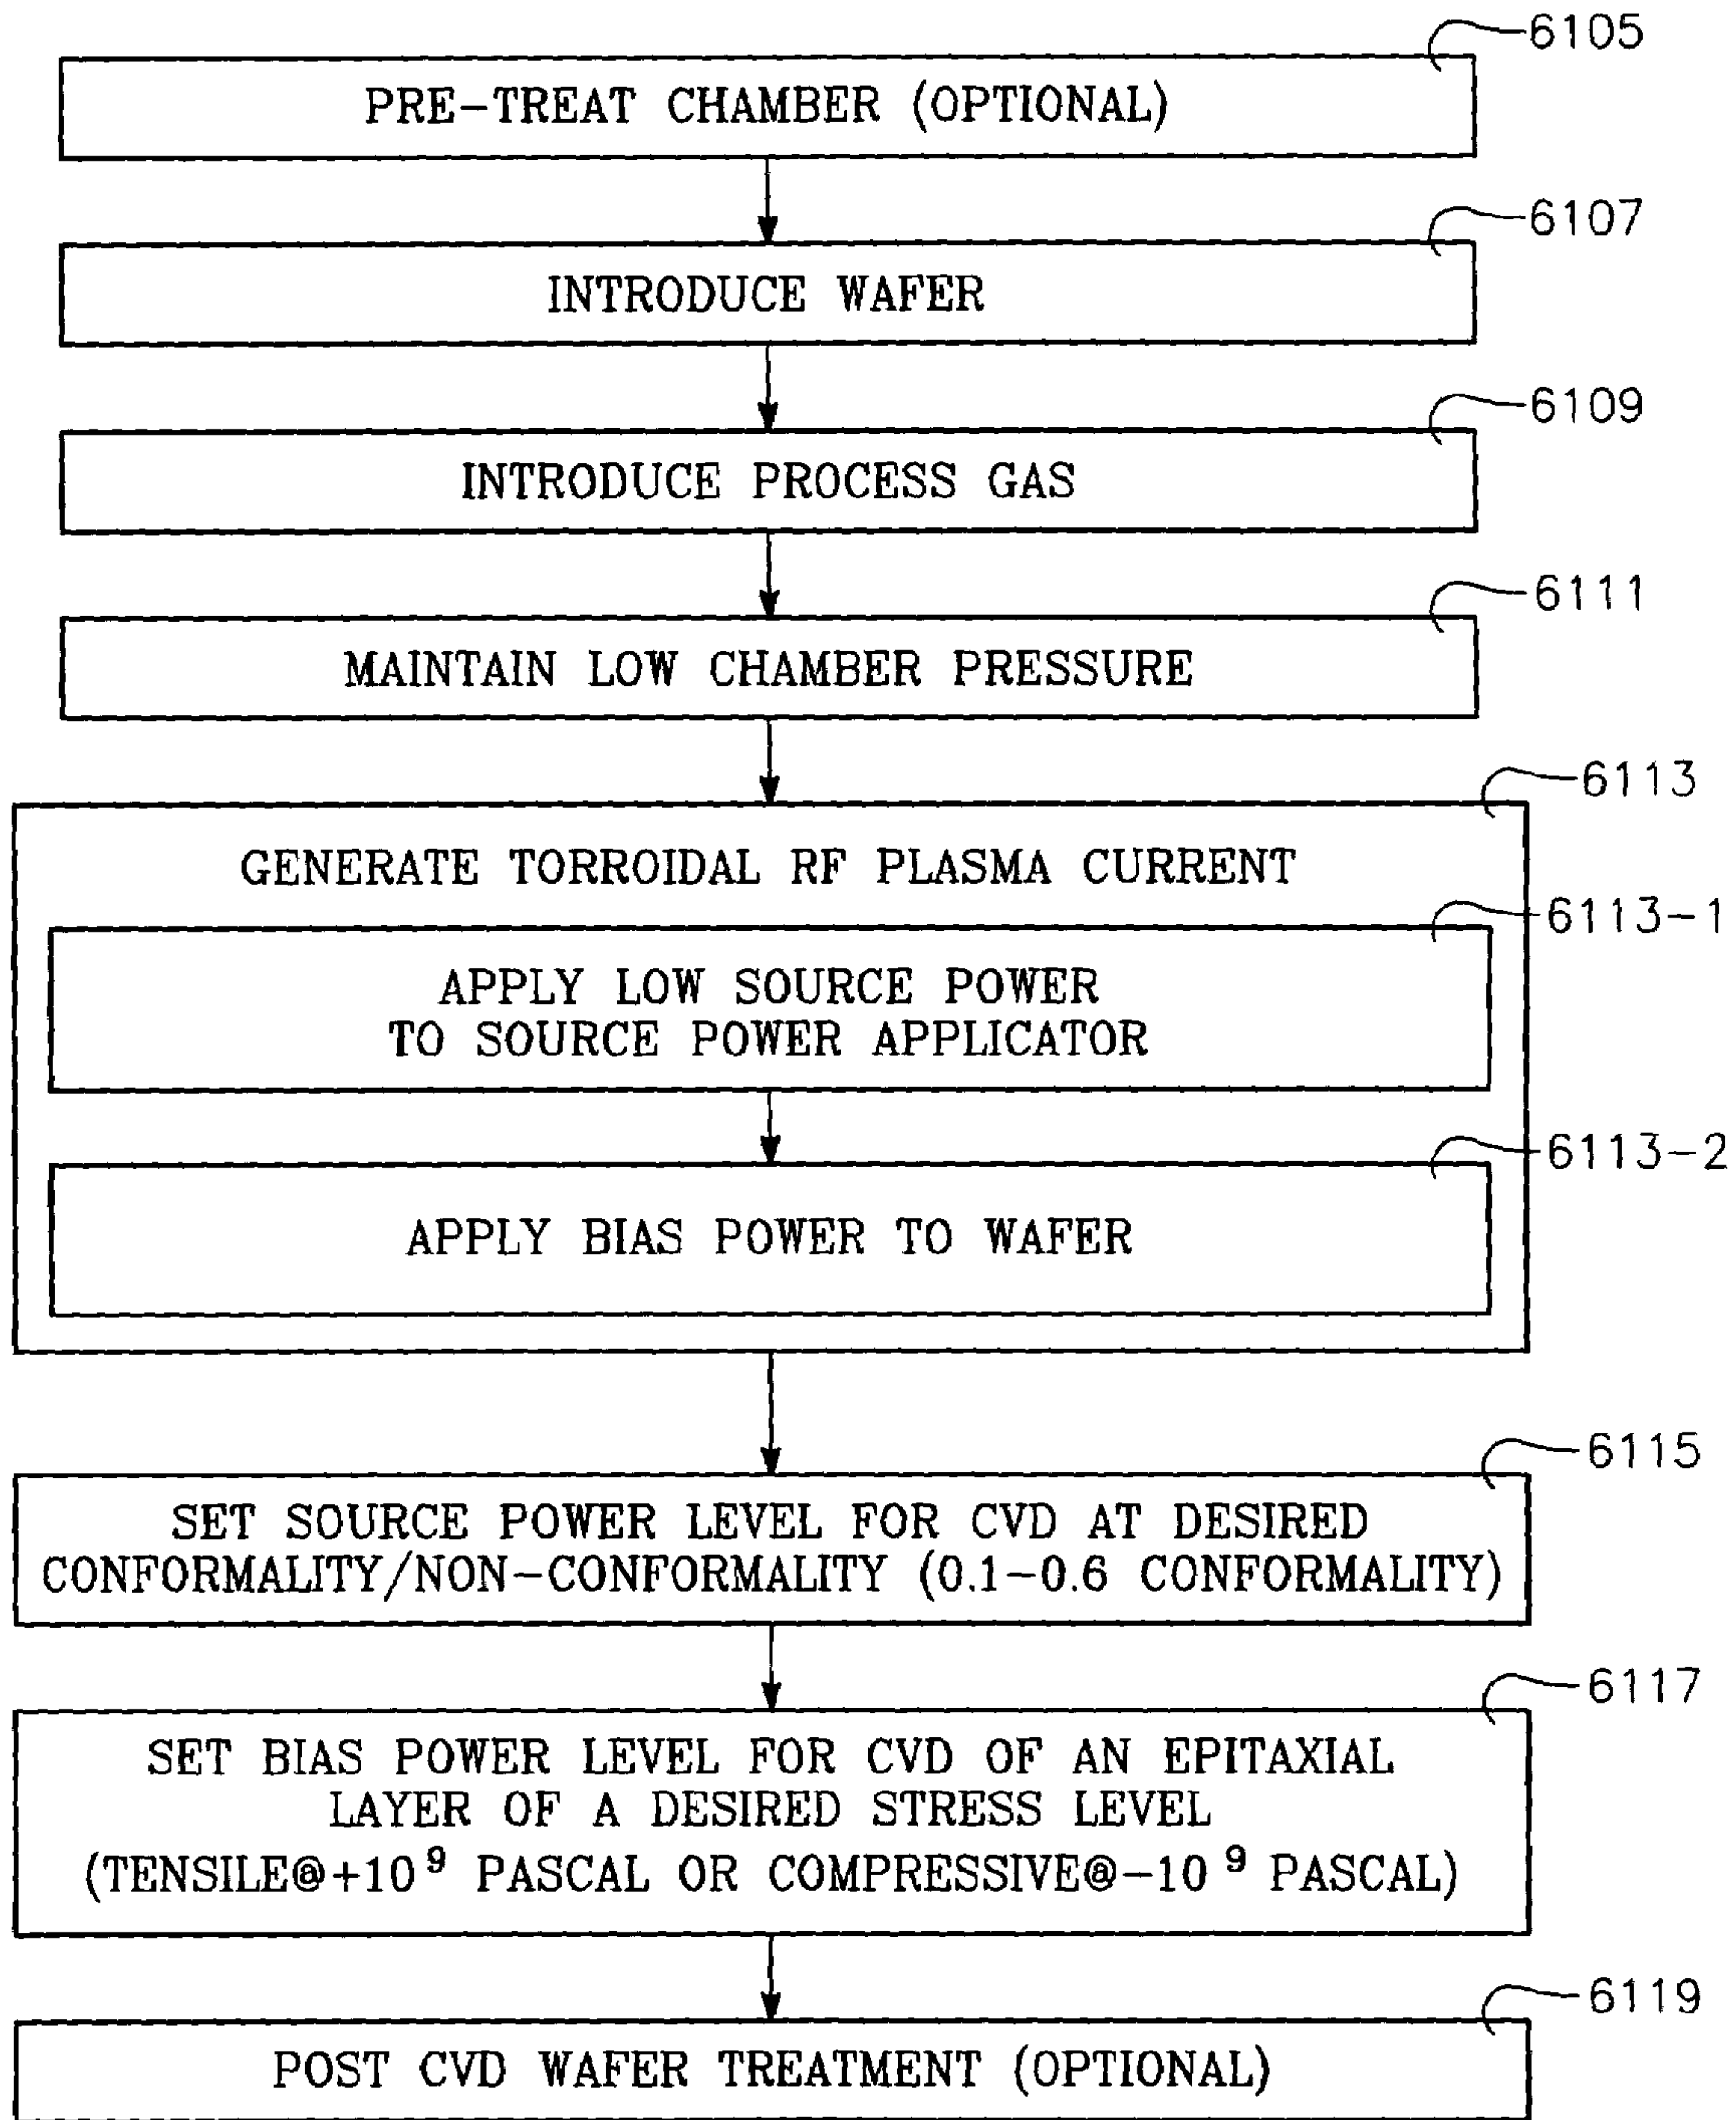 6105
PRE-TREAT CHAMBER (OPTIONAL)
6107
INTRODUCE WAFER
6109
INTRODUCE PROCESS GAS
6111
MAINTAIN LOW CHAMBER PRESSURE
6113
GENERATE TORROIDAL RF PLASMA CURRENT
6113-1
APPLY LOW SOURCE POWER
TO SOURCE POWER APPLICATOR
6113-2
APPLY BIAS POWER TO WAFER
6115
SET SOURCE POWER LEVEL FOR CVD AT DESIRED
CONFORMALITY/NON-CONFORMALITY (0.1-0.6 CONFORMALITY)
6117
SET BIAS POWER LEVEL FOR CVD OF AN EPITAXIAL
LAYER OF A DESIRED STRESS LEVEL
(TENSILE@+10⁹ PASCAL OR COMPRESSIVE@-10⁹ PASCAL)
6119
POST CVD WAFER TREATMENT (OPTIONAL)